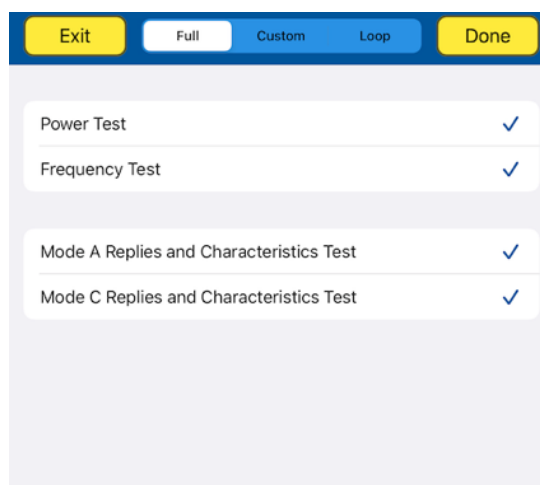 Exit Full Custom Loop Done
Power Test
Frequency Test
Mode A Replies and Characteristics Test
Mode C Replies and Characteristics Test